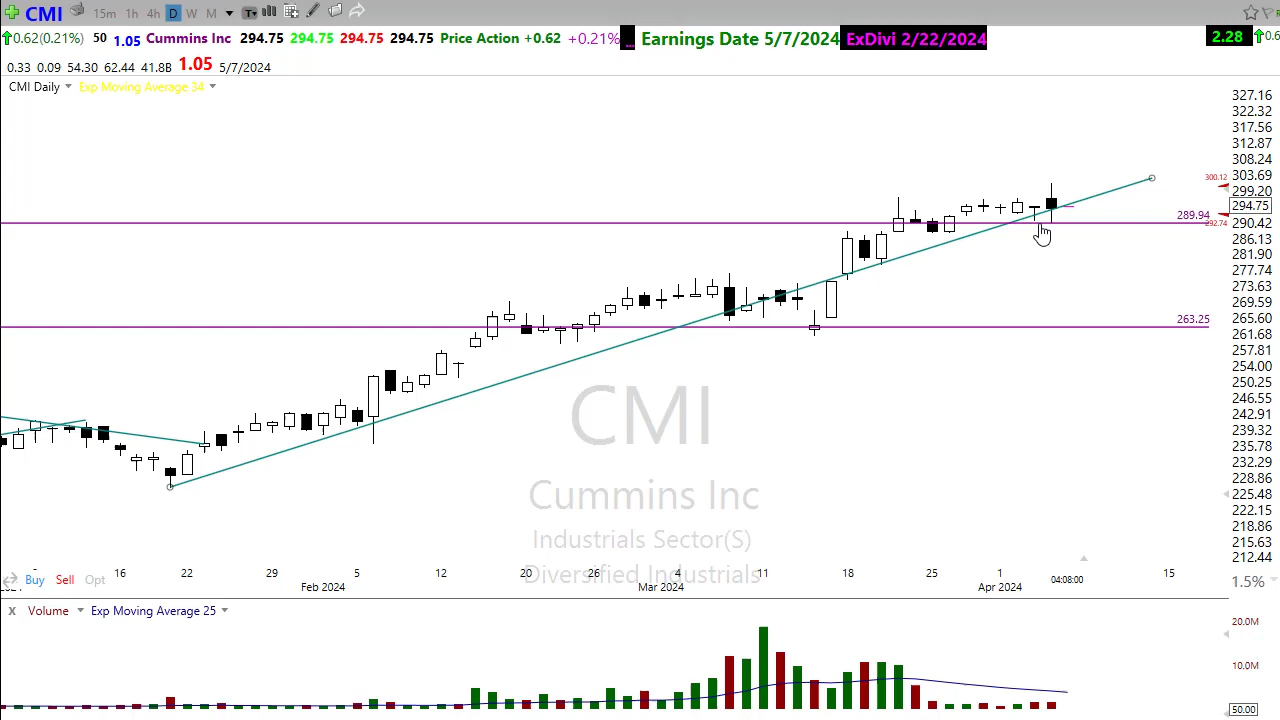 CMI 15m 1h 4h D W M T
0.62(0.21%) 50 1.05 Cummins Inc 294.75 294.75 294.75 294.75 Price Action +0.62 +0.21% ... Earnings Date 5/7/2024 ExDivi 2/22/2024 2.28
0.33 0.09 54.30 62.44 41.8B 1.05 5/7/2024
CMI Daily Exp Moving Average 34
327.16
322.32
317.56
312.87
308.24
303.69
300.12
299.20
294.75
289.94
290.42
292.74
286.13
281.90
277.74
273.63
269.59
265.60
263.25
261.68
257.81
254.00
250.25
246.55
242.91
239.32
235.78
232.29
228.86
225.48
222.15
218.86
215.63
212.44
CMI
Cummins Inc
Industrials Sector(S)
Diversified Industrials
16 22 29 5 12 20 26 4 11 18 25 1 04:08:00 15
Buy Sell Opt 1.5%
Feb 2024 Mar 2024 Apr 2024
X Volume Exp Moving Average 25
20.0M
10.0M
50.00